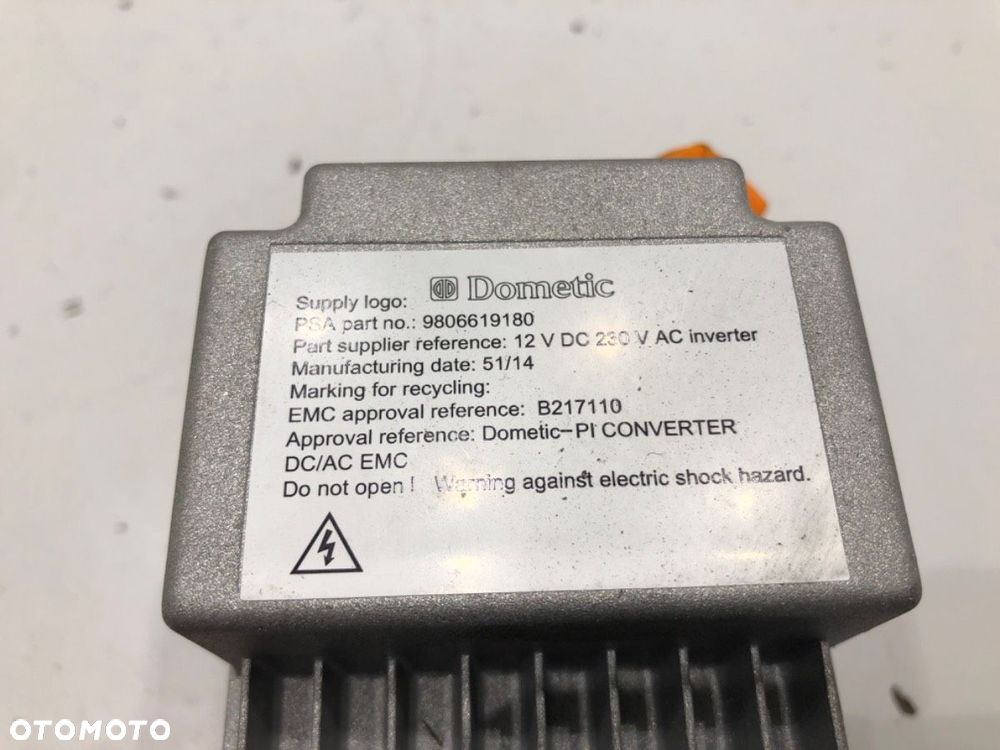 Supply logo: Dometic
PSA part no.: 9806619180
Part supplier reference: 12 V DC 230 V AC inverter
Manufacturing date: 51/14
Marking for recycling:
EMC approval reference: B217110
Approval reference: Dometic-PI CONVERTER
DC/AC EMC
Do not open ! Warning against electric shock hazard.
OTOMOTO